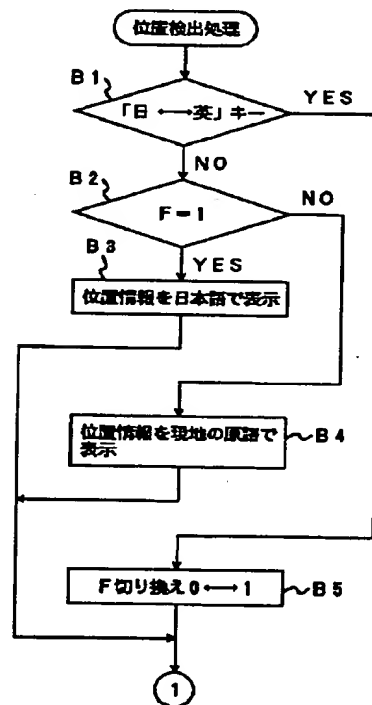 位置検出処理
B1
「日 ⟷ 英」キー
YES
NO
B2
F=1
NO
B3
YES
位置情報を日本語で表示
位置情報を現地の原語で
表示
B4
F切り換え0⟷1
B5
1